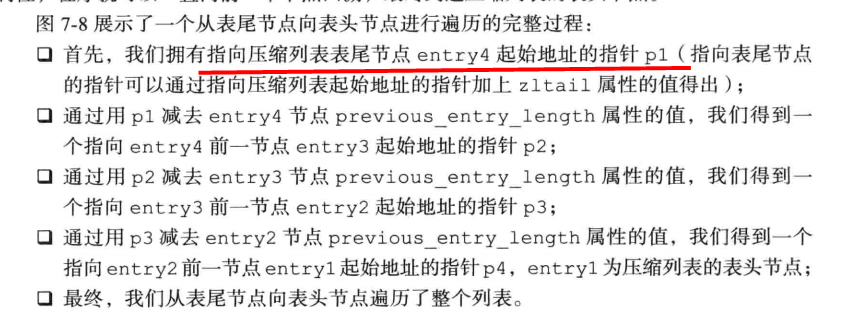 图 7-8 展示了一个从表尾节点向表头节点进行遍历的完整过程：
❑ 首先，我们拥有指向压缩列表表尾节点 entry4 起始地址的指针 p1（指向表尾节点
的指针可以通过指向压缩列表起始地址的指针加上 zltail 属性的值得出）；
❑ 通过用 p1 减去 entry4 节点 previous_entry_length 属性的值，我们得到一
个指向 entry4 前一节点 entry3 起始地址的指针 p2；
❑ 通过用 p2 减去 entry3 节点 previous_entry_length 属性的值，我们得到一
个指向 entry3 前一节点 entry2 起始地址的指针 p3；
❑ 通过用 p3 减去 entry2 节点 previous_entry_length 属性的值，我们得到一个
指向 entry2 前一节点 entry1 起始地址的指针 p4，entry1 为压缩列表的表头节点；
❑ 最终，我们从表尾节点向表头节点遍历了整个列表。